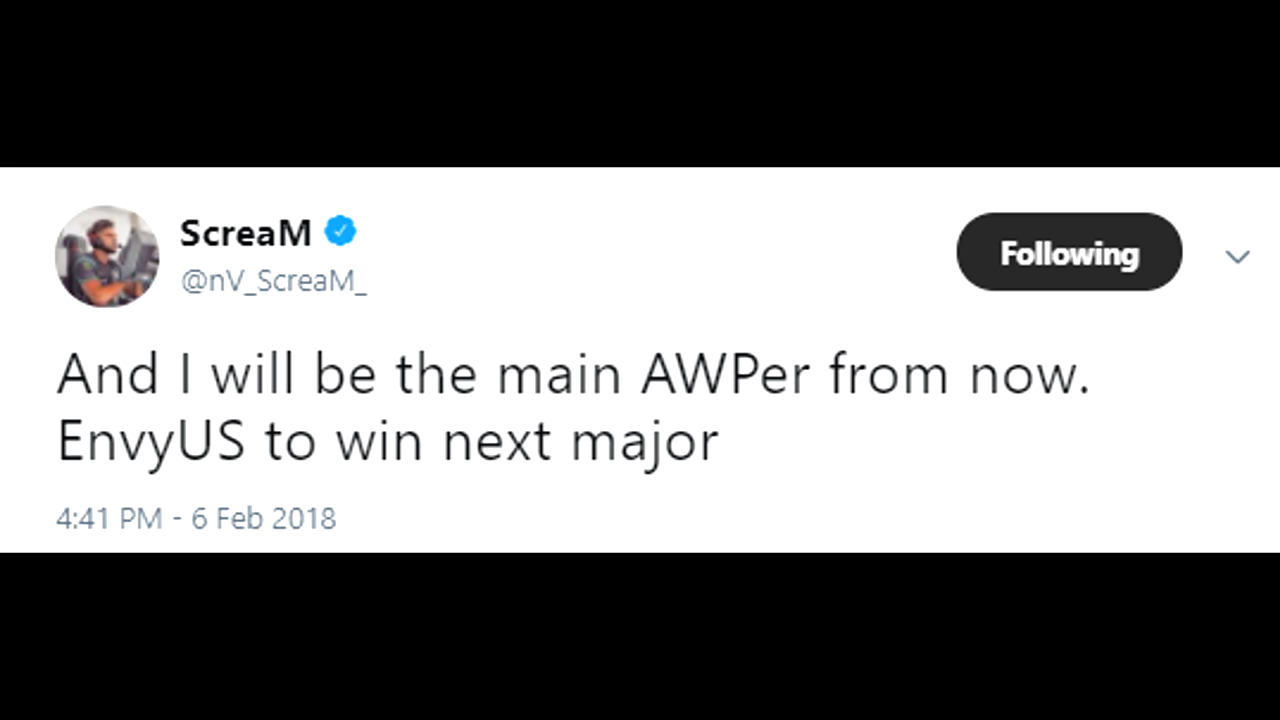 ScreaM
@nV_ScreaM_
Following
And I will be the main AWPer from now.
EnvyUS to win next major
4:41 PM - 6 Feb 2018